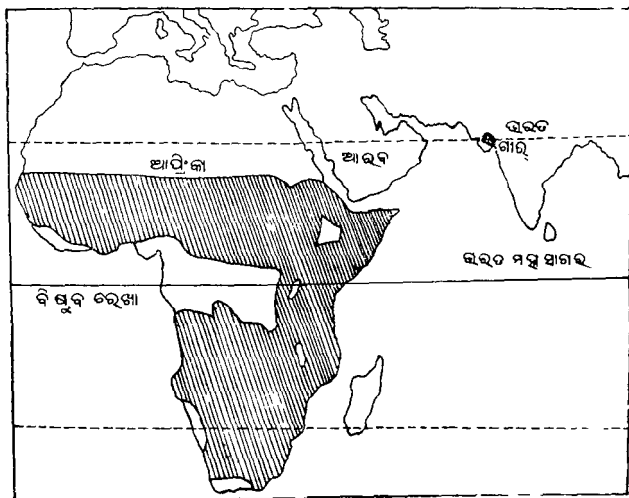 ଭାରତ
ଗୀର୍
ଆଫ୍ରିକା
ଆରବ
ଭାରତ ମହା ସାଗର
ବିଷୁବ ରେଖା